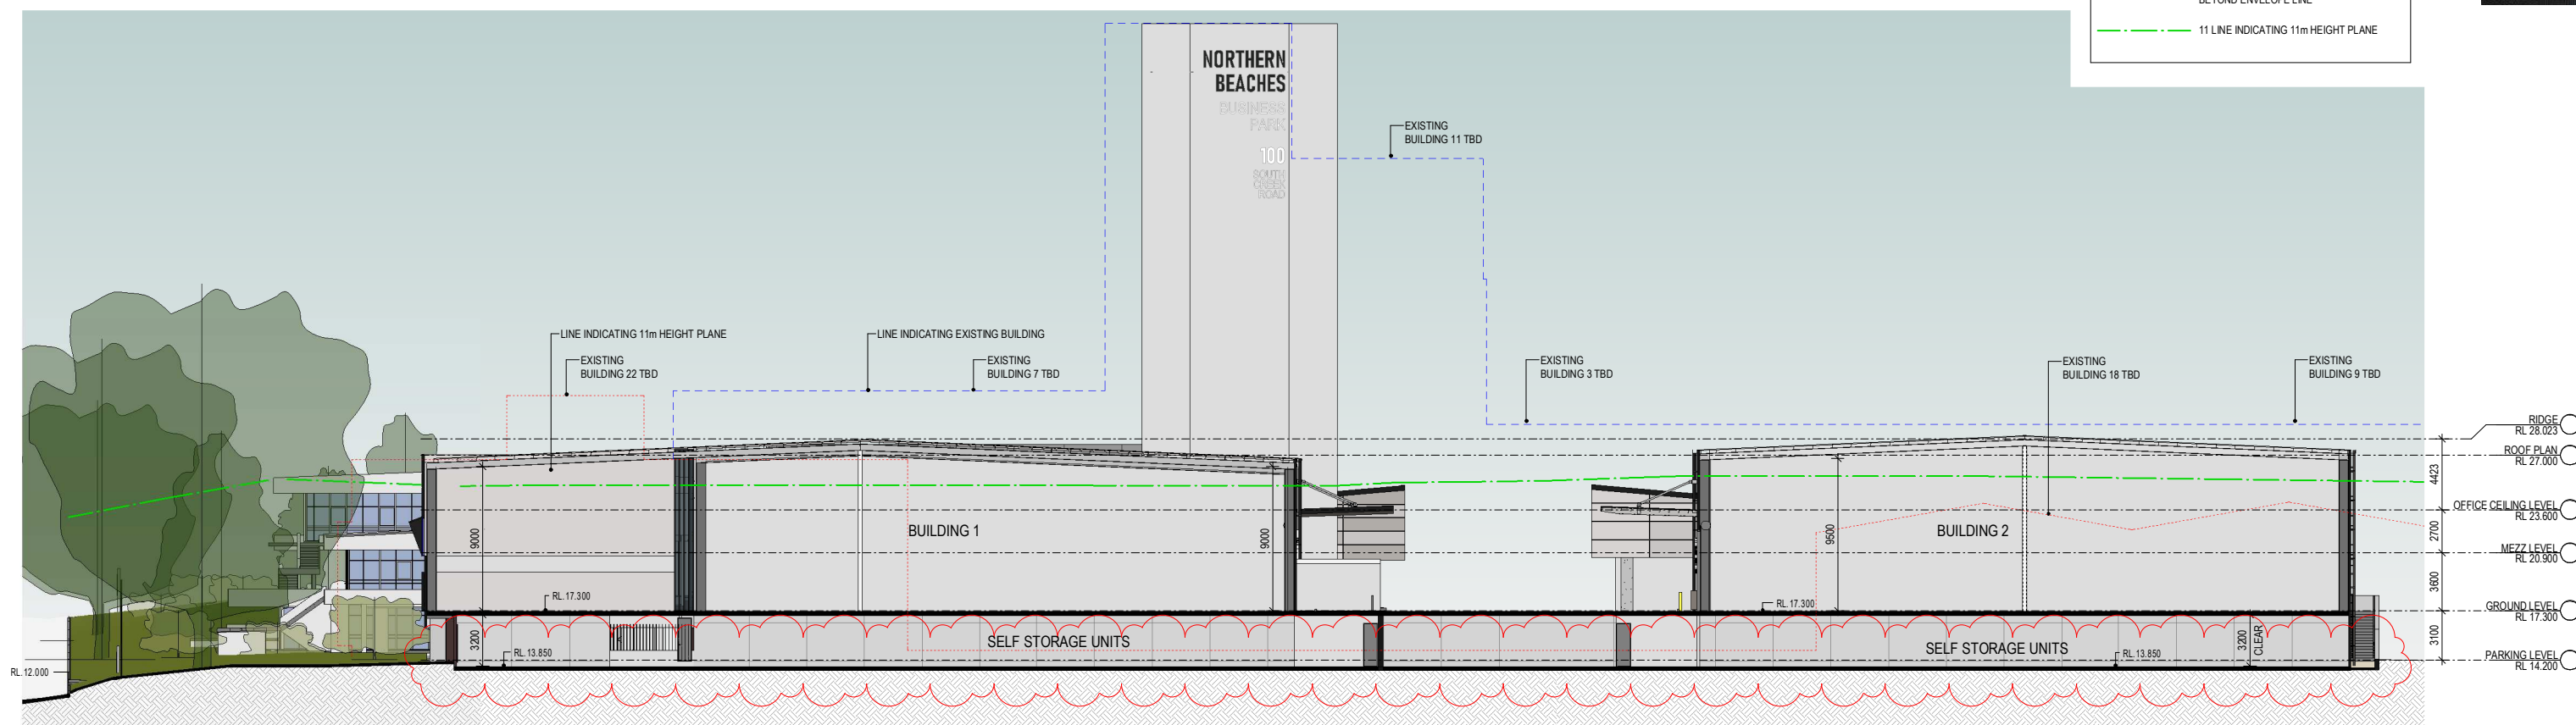 BEYOND ENVELOPE LINE
11 LINE INDICATING 11m HEIGHT PLANE
NORTHERN
BEACHES
BUSINESS
PARK
100
SOUTH
CREEK
ROAD
EXISTING
BUILDING 11 TBD
LINE INDICATING 11m HEIGHT PLANE
EXISTING
BUILDING 22 TBD
LINE INDICATING EXISTING BUILDING
EXISTING
BUILDING 7 TBD
EXISTING
BUILDING 3 TBD
EXISTING
BUILDING 18 TBD
EXISTING
BUILDING 9 TBD
RIDGE
RL 28.023
ROOF PLAN
RL 27.000
4423
OFFICE CEILING LEVEL
RL 23.600
2700
MEZZ LEVEL
RL 20.900
3600
GROUND LEVEL
RL 17.300
3100
PARKING LEVEL
RL 14.200
9000
BUILDING 1
9000
9500
BUILDING 2
RL.17.300
RL.17.300
3200
SELF STORAGE UNITS
RL.13.850
SELF STORAGE UNITS
RL.13.850
3200
CLEAR
RL.12.000